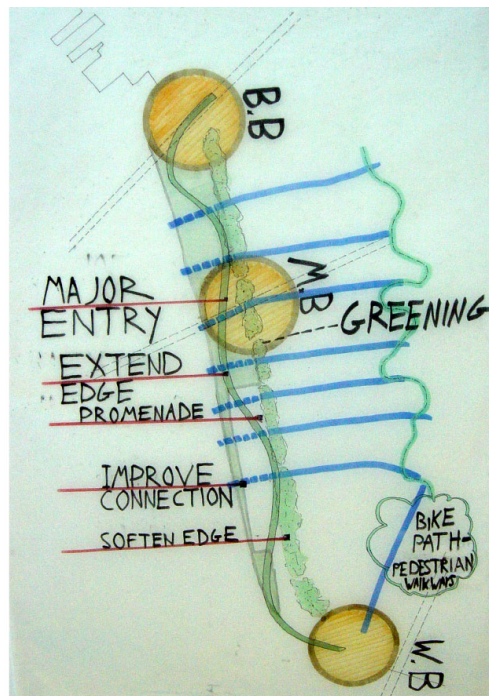 B.B
MAJOR
ENTRY
M.B
GREENING
EXTEND
EDGE
PROMENADE
IMPROVE
CONNECTION
SOFTEN EDGE
BIKE
PATH-
PEDESTRIAN
WALKWAYS
W.B